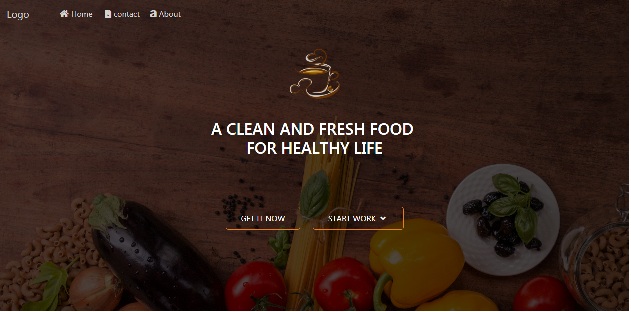 Logo
Home
contact
About
A CLEAN AND FRESH FOOD
FOR HEALTHY LIFE
GET IT NOW
START WORK